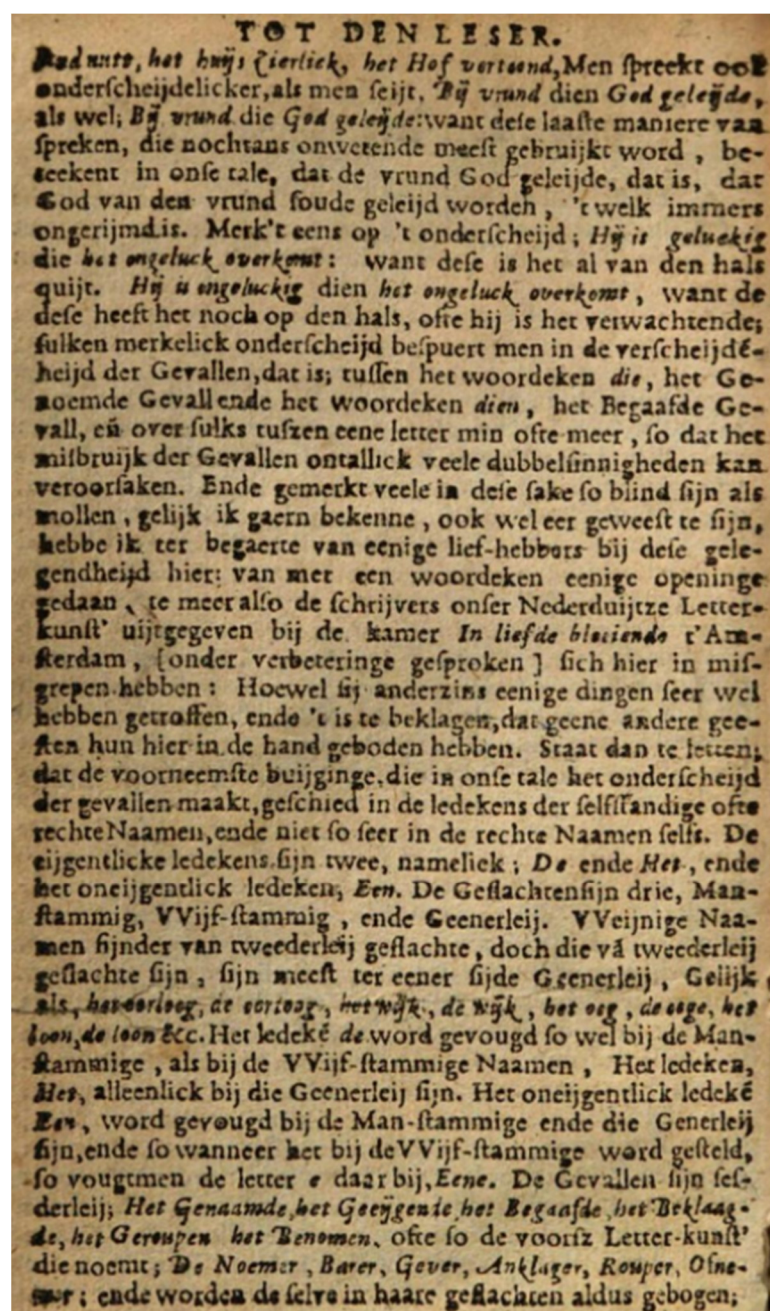 TOT DEN LESER.
het huijs Cierliek, het Hof vertoond, Men spreekt ook
onderscheijdelicker, als men seijt, Bij vrund dien God geleijde,
als wel; Bij vrund die God geleijde: want dese laaste maniere van
spreken, die nochtans onwetende meest gebruijkt word, be-
teekent in onse tale, dat de vrund God geleijde, dat is, dat
God van den vrund soude geleijd worden, 't welk immers
ongerijmd is. Merk't eens op 't onderscheijd; Hij is geluckig
die het ongeluck overkomt: want dese is het al van den hals
quijt. Hij is ongeluckig dien het ongeluck overkomt, want de
dese heeft het noch op den hals, ofte hij is het verwachtende;
sulken merkelick onderscheijd bespuert men in de verscheijdē-
heijd der Gevallen, dat is; tussen het woordeken die, het Ge-
noemde Gevall ende het woordeken dien, het Begaafde Ge-
vall, eñ over sulks tuszen eene letter min ofte meer, so dat het
misbruijk der Gevallen ontallick veele dubbelsinnigheden kan
veroorsaken. Ende gemerkt veele in dese sake so blind sijn als
mollen, gelijk ik gaern bekenne, ook wel eer geweest te sijn,
hebbe ik ter begaerte van eenige lief-hebbers bij dese gele-
gendheijd hier: van met een woordeken eenige openinge
gedaan, te meer also de schrijvers onser Nederduijtze Letter-
kunst' uijtgegeven bij de kamer In liefde bloeiende t'Am-
sterdam, [onder verbeteringe gesproken] sich hier in mis-
grepen hebben: Hoewel sij anderzins eenige dingen seer wel
hebben getroffen, ende 't is te beklagen, dat geene andere gee-
sten hun hier in de hand geboden hebben. Staat dan te letten;
dat de voorneemste buijginge, die in onse tale het onderscheijd
der gevallen maakt, geschied in de ledekens der selfstandige ofte
rechte Naamen, ende niet so seer in de rechte Naamen selfs. De
eijgentlicke ledekens sijn twee, nameliek; De ende Het, ende
het oneijgentlick ledeken, Een. De Geslachten sijn drie, Man-
stammig, VVijf-stammig, ende Geenerleij. VVeijnige Naa-
men sijnder van tweederleij geslachte, doch die vā tweederleij
geslachte sijn, sijn meest ter eener sijde Geenerleij, Gelijk
als, het oorloog, de oorloog, het wijk, de wijk, het oog, de ooge, het
loon, de loon &c. Het ledekē de word gevougd so wel bij de Man-
stammige, als bij de VVijf-stammige Naamen, Het ledeken,
Het, alleenlick bij die Geenerleij sijn. Het oneijgentlick ledekē
Een, word gevougd bij de Man-stammige ende die Generleij
sijn, ende so wanneer het bij de VVijf-stammige word gesteld,
so vougtmen de letter e daar bij, Eene. De Gevallen sijn ses-
derleij; Het Genaamde, het Geeijgenie, het Begaafde, het Beklaag-
de, het Geroupen het Benomen, ofte so de voorsz Letter-kunst'
die noemt; De Noemer, Barer, Gever, Anklager, Rouper, Ofne-
mer; ende worden de selve in haare geslachten aldus gebogen;